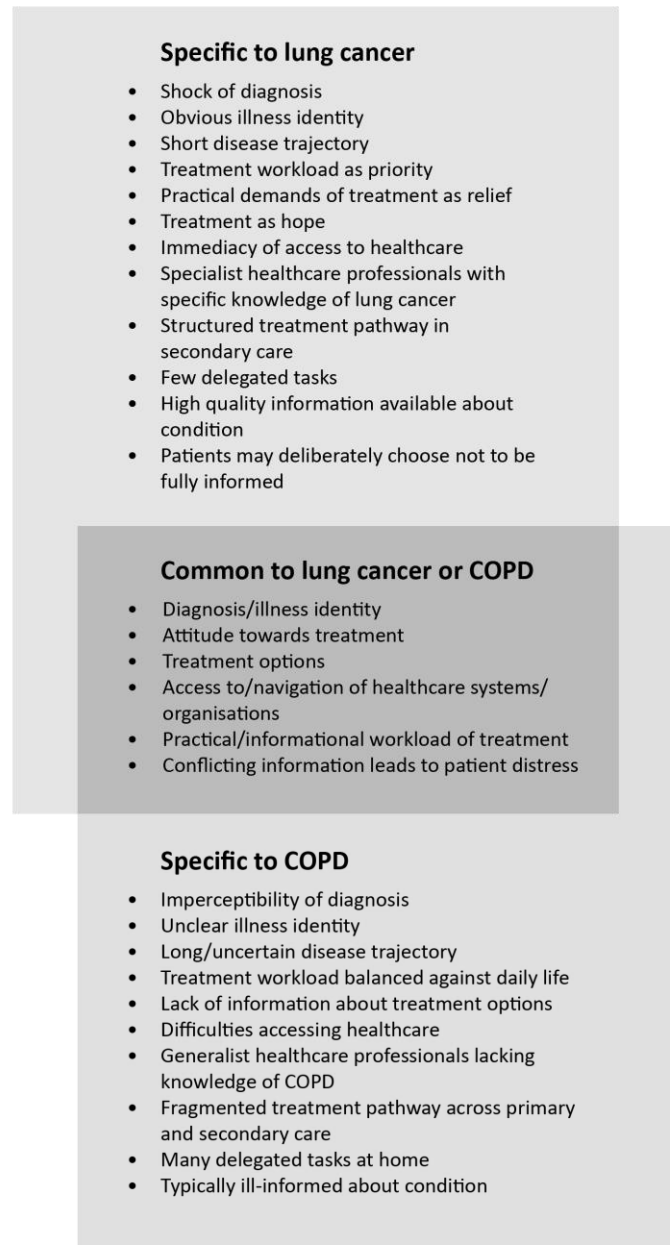 Specific to lung cancer
• Shock of diagnosis
• Obvious illness identity
• Short disease trajectory
• Treatment workload as priority
• Practical demands of treatment as relief
• Treatment as hope
• Immediacy of access to healthcare
• Specialist healthcare professionals with
specific knowledge of lung cancer
• Structured treatment pathway in
secondary care
• Few delegated tasks
• High quality information available about
condition
• Patients may deliberately choose not to be
fully informed
Common to lung cancer or COPD
• Diagnosis/illness identity
• Attitude towards treatment
• Treatment options
• Access to/navigation of healthcare systems/
organisations
• Practical/informational workload of treatment
• Conflicting information leads to patient distress
Specific to COPD
• Imperceptibility of diagnosis
• Unclear illness identity
• Long/uncertain disease trajectory
• Treatment workload balanced against daily life
• Lack of information about treatment options
• Difficulties accessing healthcare
• Generalist healthcare professionals lacking
knowledge of COPD
• Fragmented treatment pathway across primary
and secondary care
• Many delegated tasks at home
• Typically ill-informed about condition